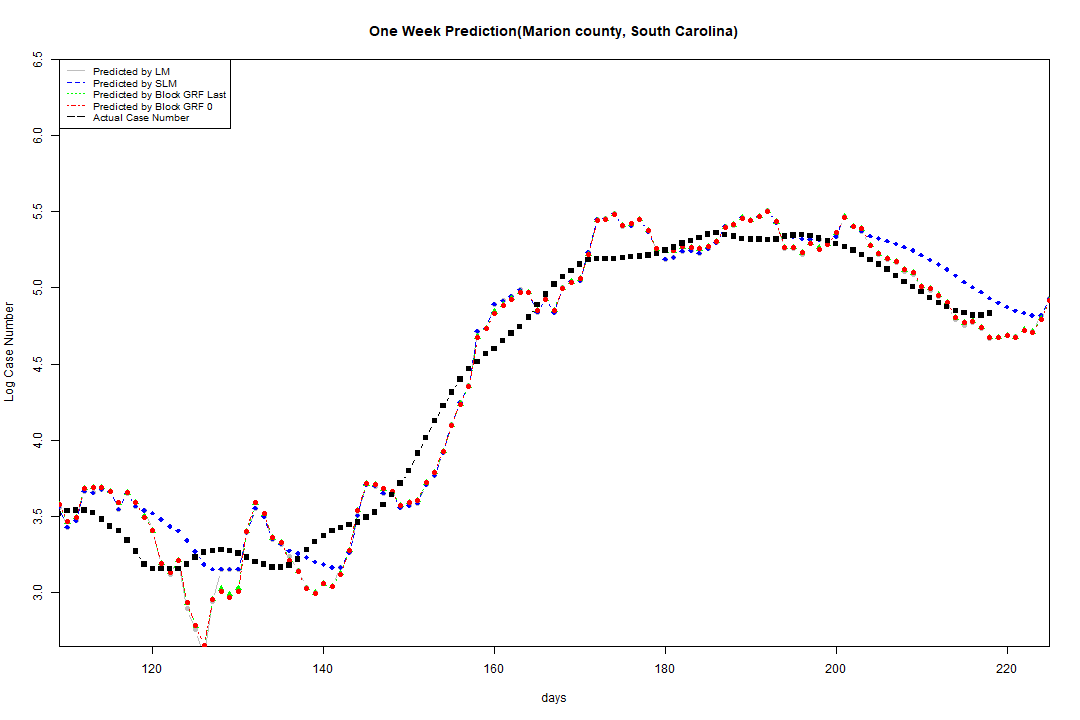 One Week Prediction(Marion county, South Carolina)
Predicted by LM
Predicted by SLM
Predicted by Block GRF Last
Predicted by Block GRF 0
Actual Case Number
6.5
6.0
5.5
5.0
4.5
4.0
3.5
3.0
Log Case Number
120 140 160 180 200 220
days